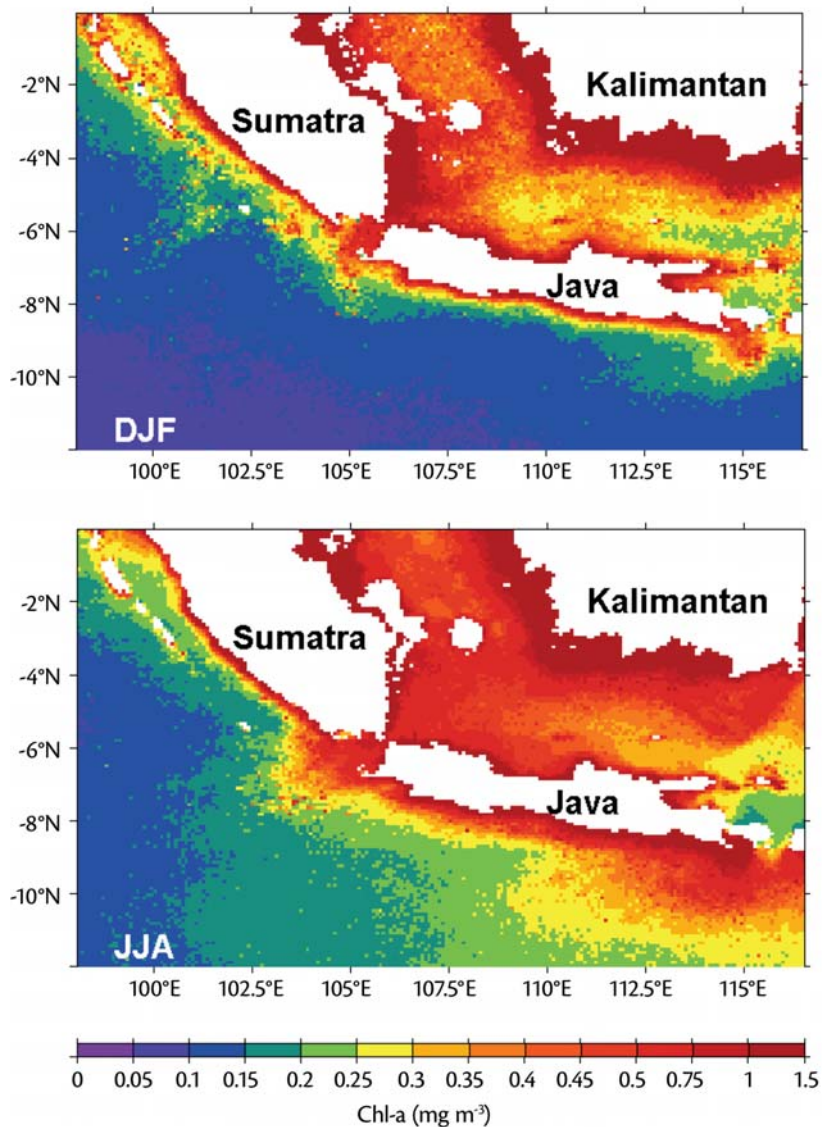 -2°N
-4°N
-6°N
-8°N
-10°N
Sumatra
Kalimantan
Java
DJF
100°E 102.5°E 105°E 107.5°E 110°E 112.5°E 115°E
-2°N
-4°N
-6°N
-8°N
-10°N
Sumatra
Kalimantan
Java
JJA
100°E 102.5°E 105°E 107.5°E 110°E 112.5°E 115°E
0 0.05 0.1 0.15 0.2 0.25 0.3 0.35 0.4 0.45 0.5 0.75 1 1.5
Chl-a (mg m⁻³)